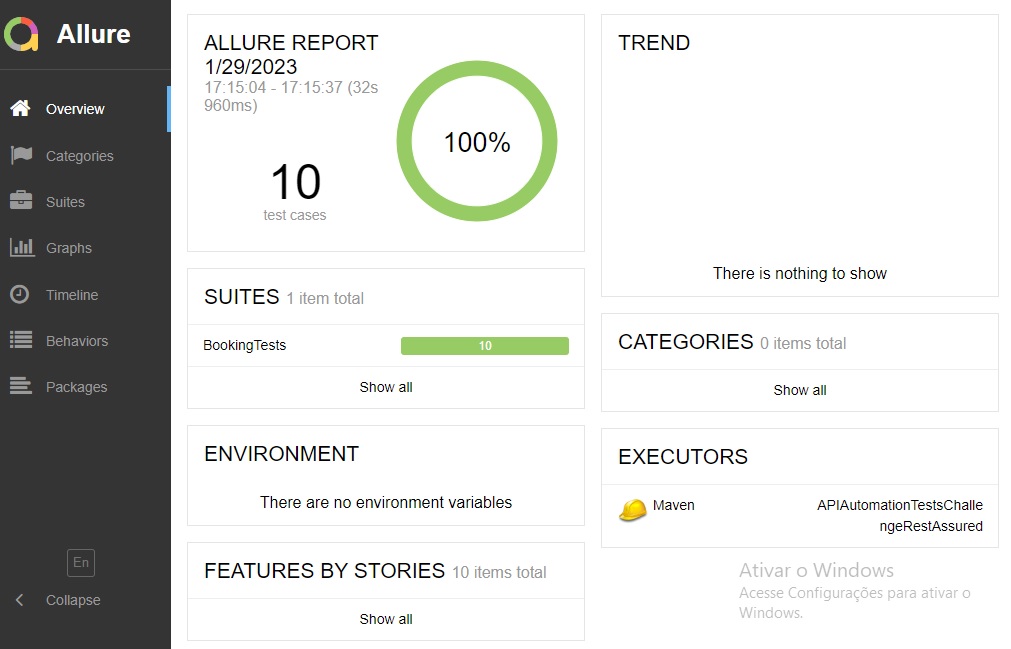 Allure
Overview
Categories
Suites
Graphs
Timeline
Behaviors
Packages
En
Collapse
ALLURE REPORT
1/29/2023
17:15:04 - 17:15:37 (32s
960ms)
10
test cases
100%
SUITES 1 item total
BookingTests 10
Show all
ENVIRONMENT
There are no environment variables
FEATURES BY STORIES 10 items total
Show all
TREND
There is nothing to show
CATEGORIES 0 items total
Show all
EXECUTORS
Maven APIAutomationTestsChalle
ngeRestAssured
Ativar o Windows
Acesse Configurações para ativar o
Windows.